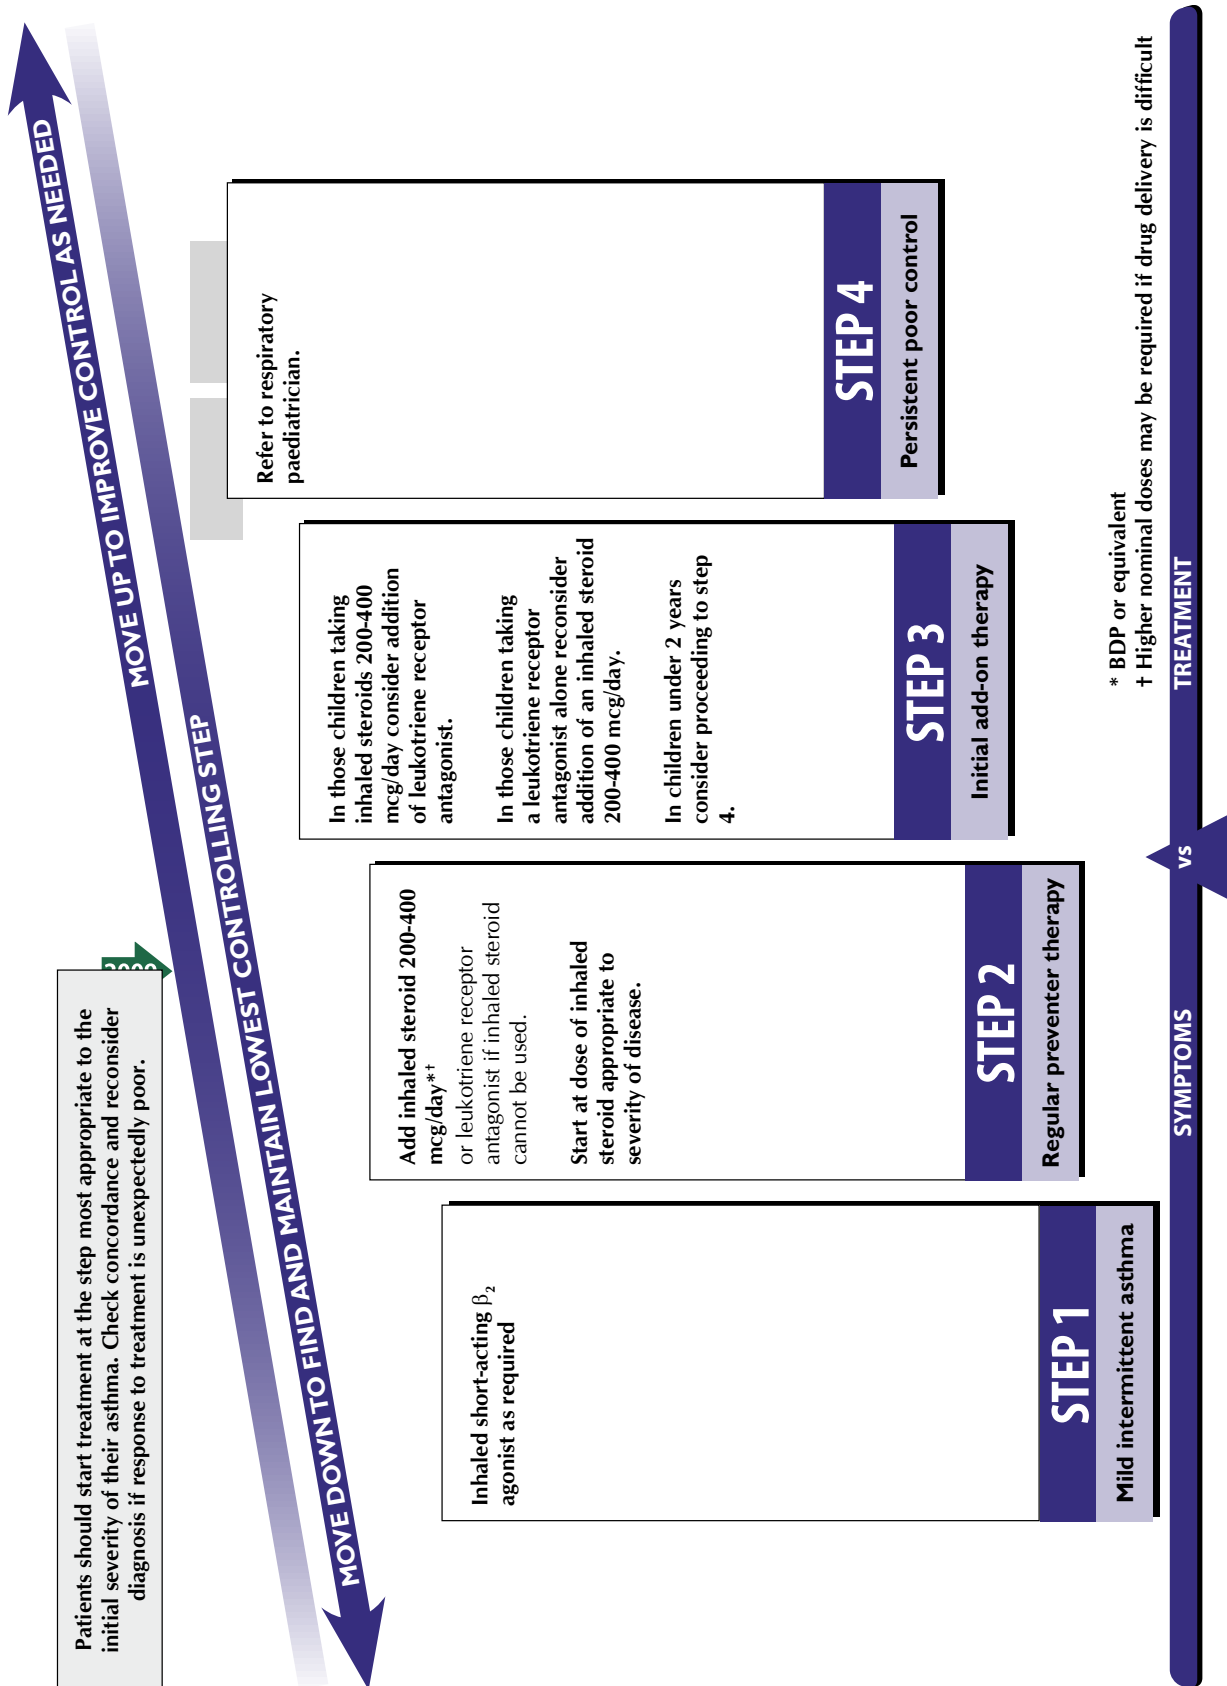 Patients should start treatment at the step most appropriate to the
initial severity of their asthma. Check concordance and reconsider
diagnosis if response to treatment is unexpectedly poor.
MOVE UP TO IMPROVE CONTROL AS NEEDED
MOVE DOWN TO FIND AND MAINTAIN LOWEST CONTROLLING STEP
Inhaled short-acting β₂
agonist as required
STEP 1
Mild intermittent asthma
Add inhaled steroid 200-400
mcg/day*†
or leukotriene receptor
antagonist if inhaled steroid
cannot be used.
Start at dose of inhaled
steroid appropriate to
severity of disease.
STEP 2
Regular preventer therapy
In those children taking
inhaled steroids 200-400
mcg/day consider addition
of leukotriene receptor
antagonist.
In those children taking
a leukotriene receptor
antagonist alone reconsider
addition of an inhaled steroid
200-400 mcg/day.
In children under 2 years
consider proceeding to step
4.
STEP 3
Initial add-on therapy
Refer to respiratory
paediatrician.
STEP 4
Persistent poor control
* BDP or equivalent
† Higher nominal doses may be required if drug delivery is difficult
SYMPTOMS vs TREATMENT